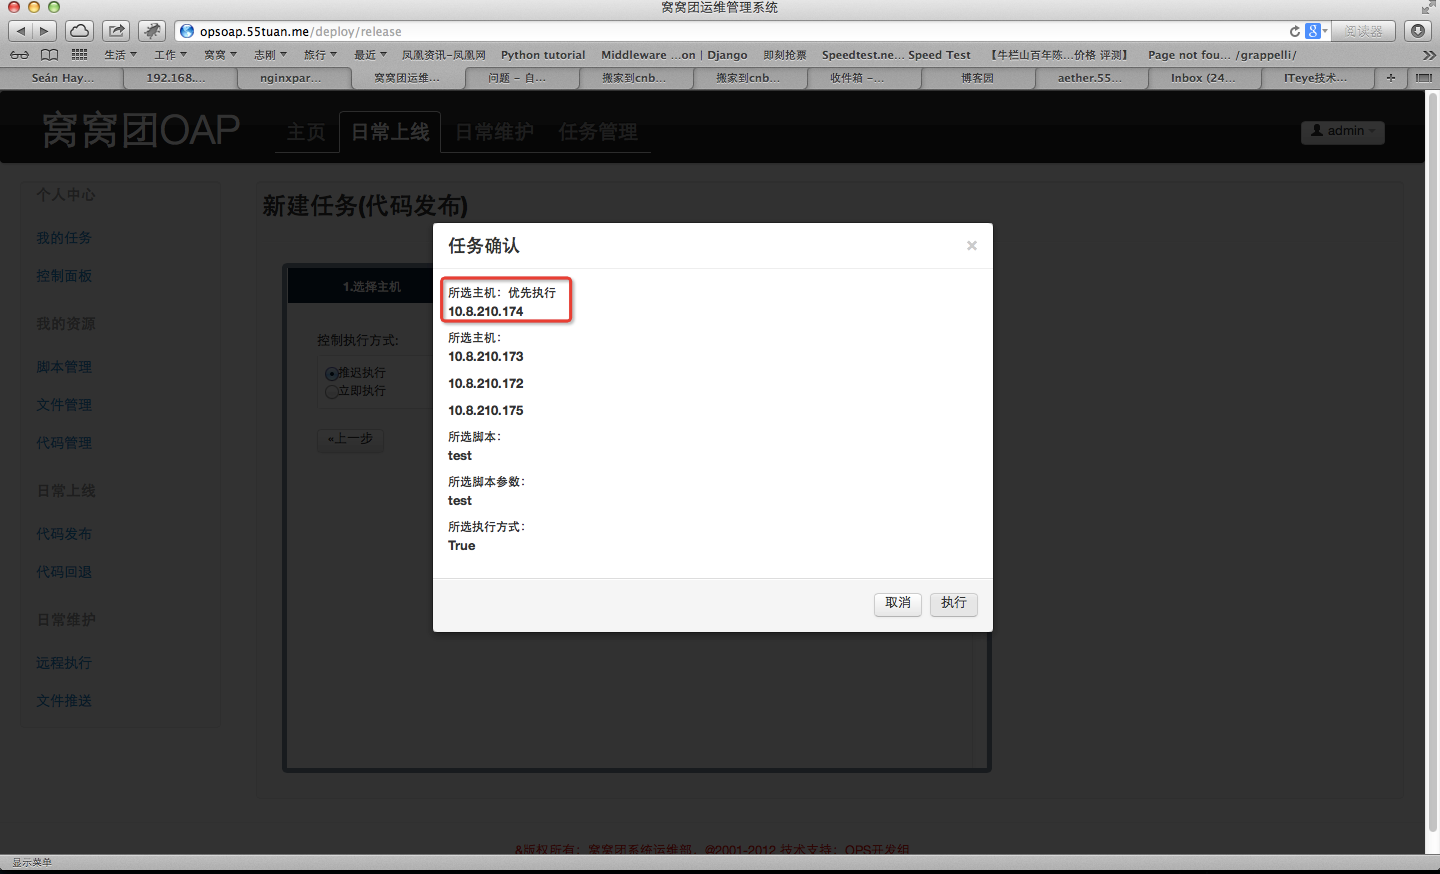 窝窝团运维管理系统
opsoap.55tuan.me/deploy/release
阅读器
生活 工作 窝窝 志刚 旅行 最近 凤凰资讯-凤凰网 Python tutorial Middleware ...on | Django 即刻抢票 Speedtest.ne... Speed Test 【牛栏山百年陈...价格 评测】 Page not fou... /grappelli/
Seán Hay... 192.168.... nginxpar... 窝窝团运维... 问题 – 自... 搬家到cnb... 搬家到cnb... 收件箱 –... 博客园 aether.55... Inbox (24... ITeye技术...
窝窝团OAP
主页 日常上线 日常维护 任务管理
admin
个人中心
我的任务
控制面板
我的资源
脚本管理
文件管理
代码管理
日常上线
代码发布
代码回退
日常维护
远程执行
文件推送
新建任务(代码发布)
1.选择主机
控制执行方式:
推迟执行
立即执行
«上一步
任务确认
×
所选主机：优先执行
10.8.210.174
所选主机：
10.8.210.173
10.8.210.172
10.8.210.175
所选脚本：
test
所选脚本参数：
test
所选执行方式：
True
取消
执行
&版权所有：窝窝团系统运维部，@2001-2012 技术支持：OPS开发组
显示菜单